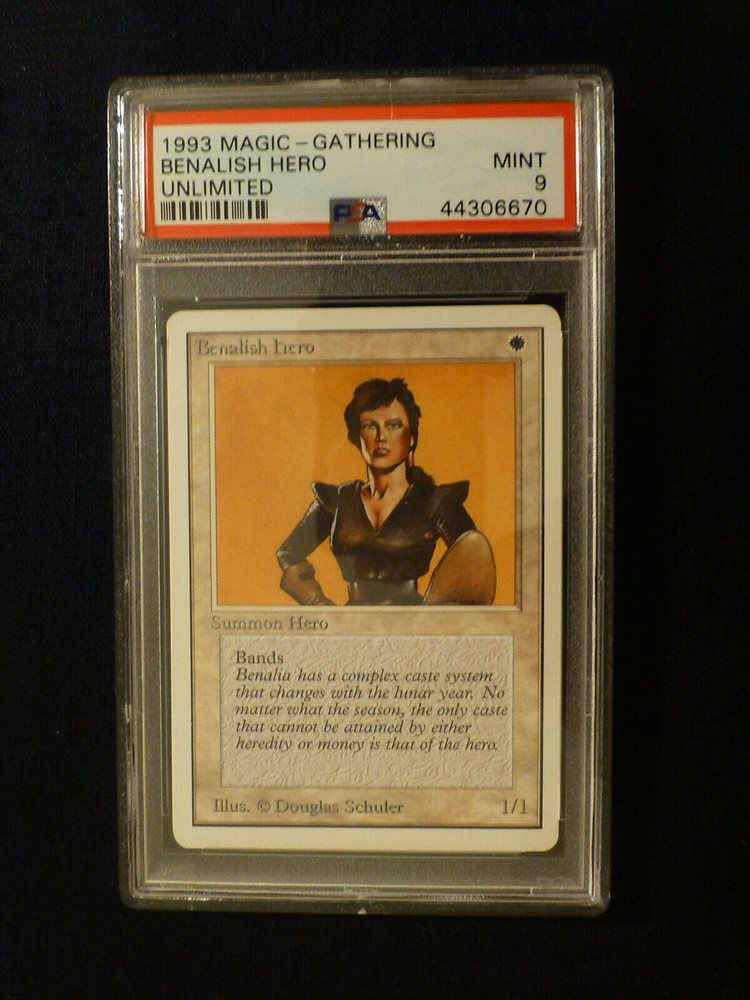 1993 MAGIC - GATHERING
BENALISH HERO MINT
UNLIMITED 9
PSA 44306670
Benalish Hero
Summon Hero
Bands
Benalia has a complex caste system
that changes with the lunar year. No
matter what the season, the only caste
that cannot be attained by either
heredity or money is that of the hero.
Illus. © Douglas Schuler 1/1